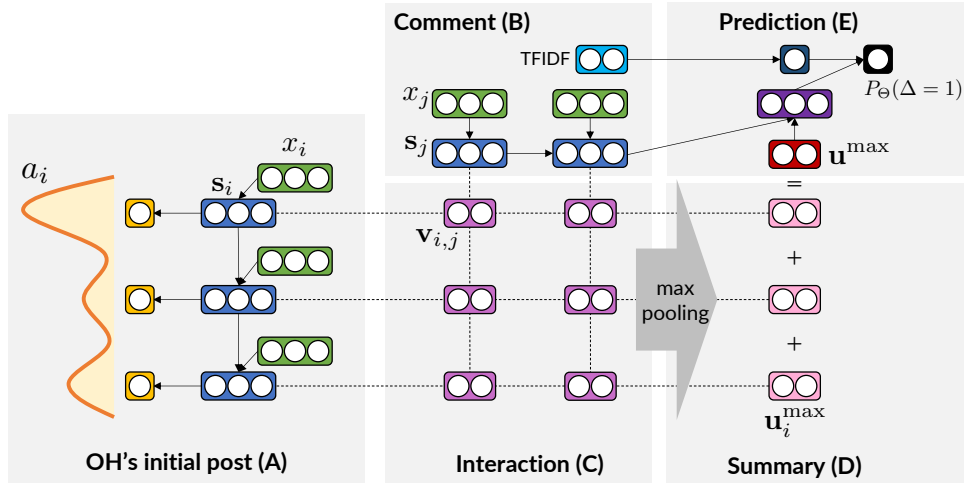 Comment (B)
Prediction (E)
TFIDF
x_j
P_Θ(Δ = 1)
s_j
u^max
x_i
a_i
s_i
=
v_{i,j}
+
max
pooling
+
u_i^max
OH's initial post (A)
Interaction (C)
Summary (D)